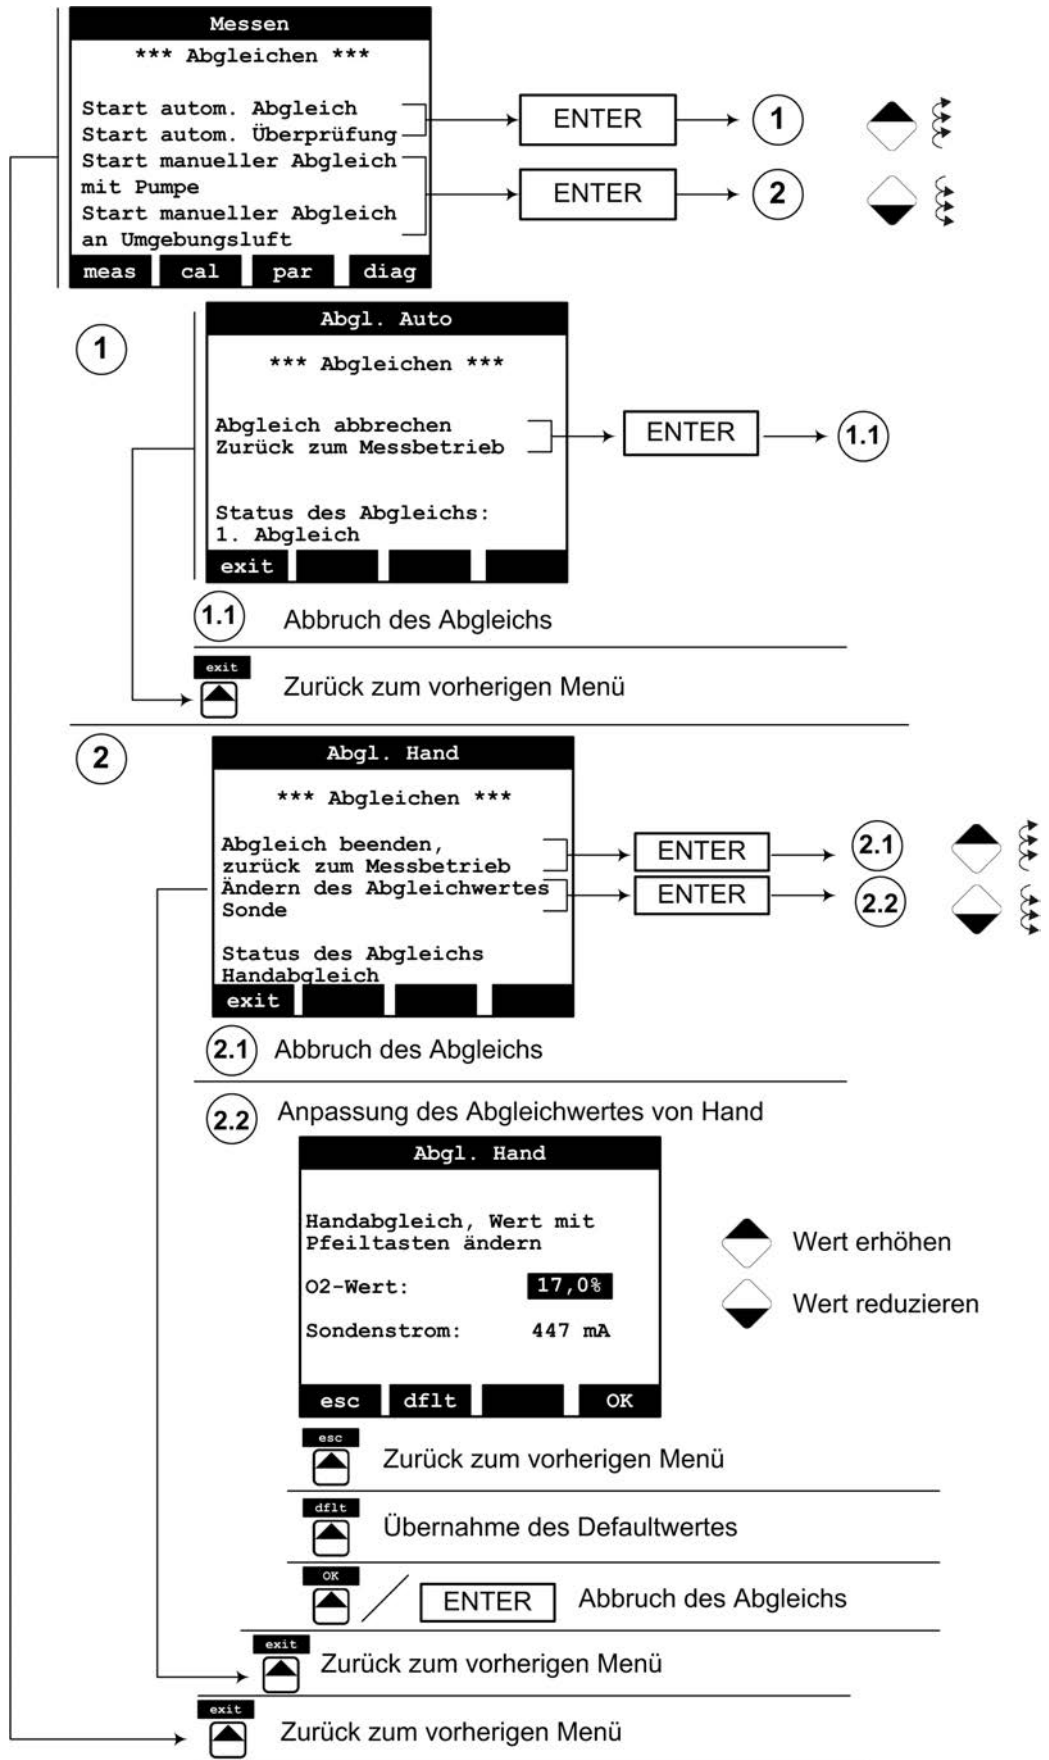 Messen
*** Abgleichen ***
Start autom. Abgleich
Start autom. Überprüfung
Start manueller Abgleich
mit Pumpe
Start manueller Abgleich
an Umgebungsluft
meas cal par diag
ENTER 1
ENTER 2
1
Abgl. Auto
*** Abgleichen ***
Abgleich abbrechen
Zurück zum Messbetrieb
ENTER 1.1
Status des Abgleichs:
1. Abgleich
exit
1.1 Abbruch des Abgleichs
exit
Zurück zum vorherigen Menü
2
Abgl. Hand
*** Abgleichen ***
Abgleich beenden,
zurück zum Messbetrieb
Ändern des Abgleichwertes
Sonde
ENTER 2.1
ENTER 2.2
Status des Abgleichs
Handabgleich
exit
2.1 Abbruch des Abgleichs
2.2 Anpassung des Abgleichwertes von Hand
Abgl. Hand
Handabgleich, Wert mit
Pfeiltasten ändern
O2-Wert: 17,0%
Sondenstrom: 447 mA
esc dflt OK
Wert erhöhen
Wert reduzieren
esc
Zurück zum vorherigen Menü
dflt
Übernahme des Defaultwertes
OK
/ ENTER Abbruch des Abgleichs
exit
Zurück zum vorherigen Menü
exit
Zurück zum vorherigen Menü